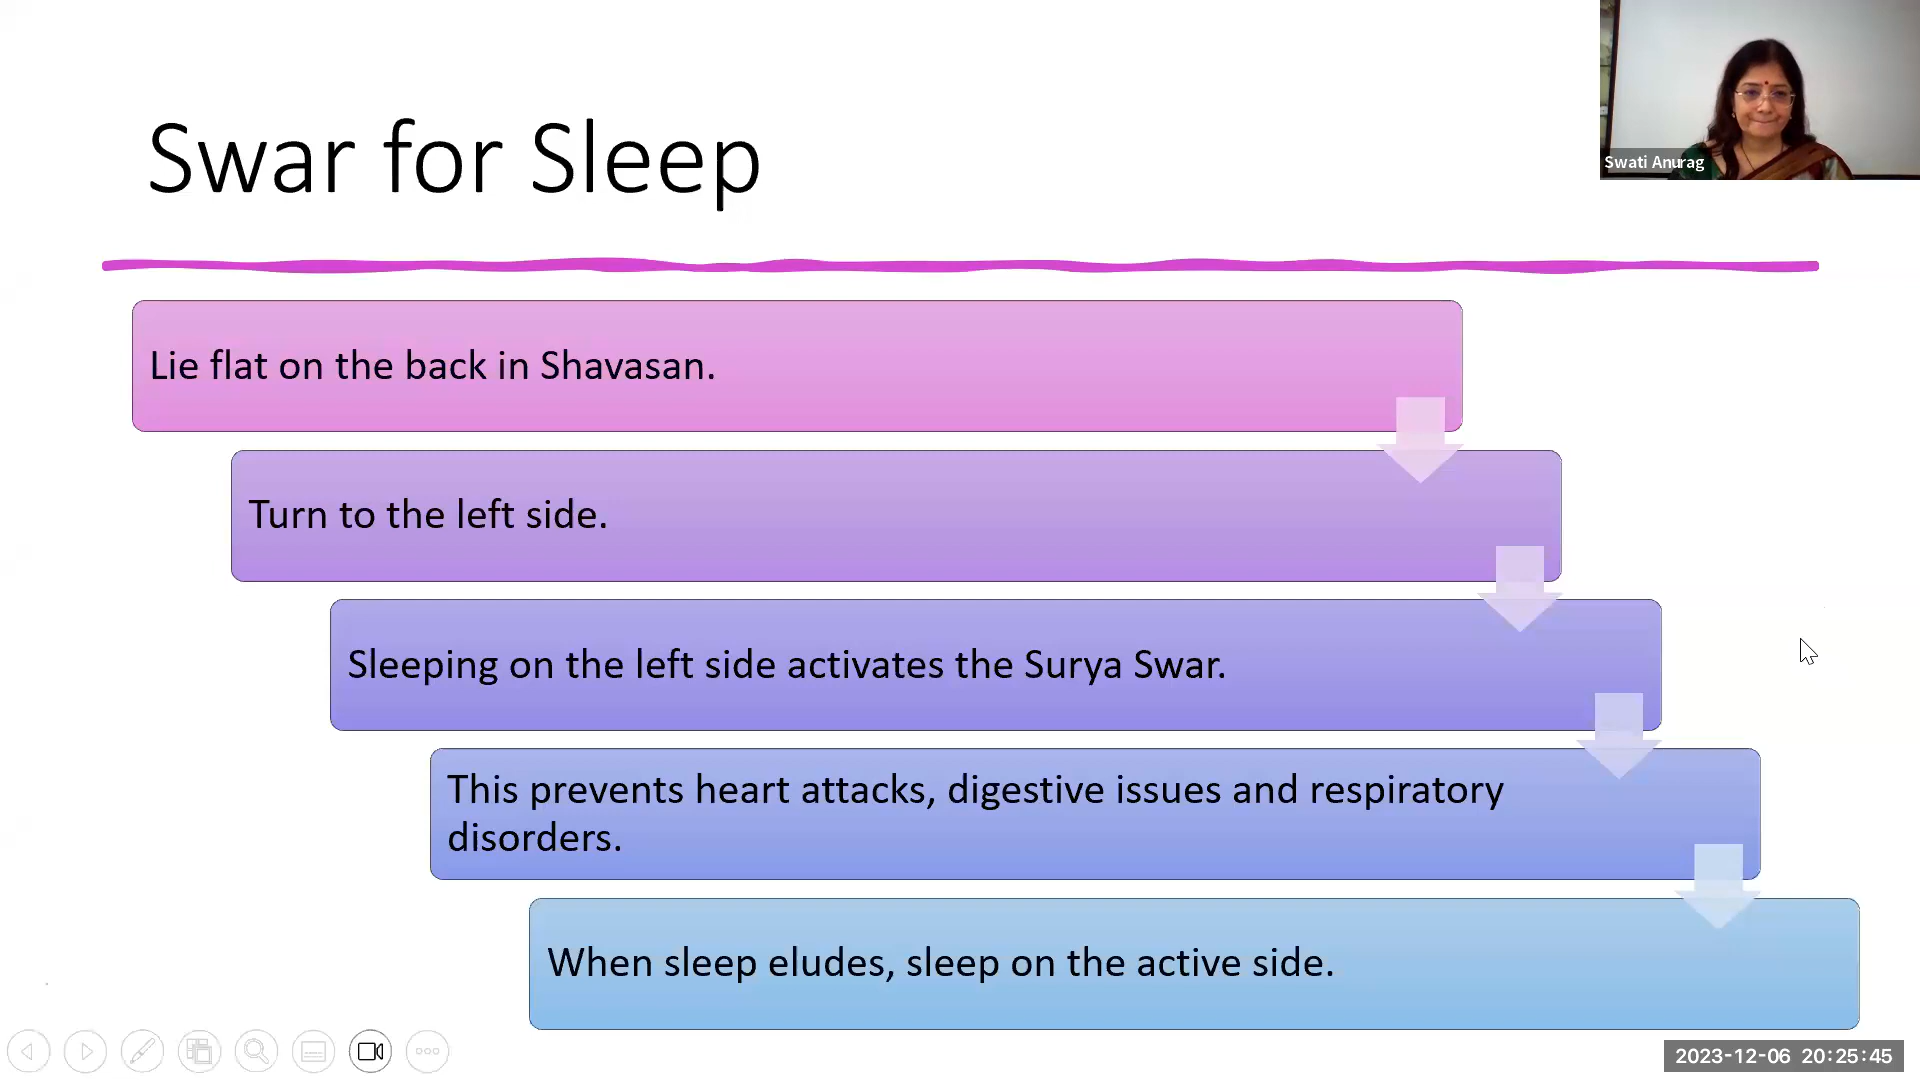 Swar for Sleep
Swati Anurag
Lie flat on the back in Shavasan.
Turn to the left side.
Sleeping on the left side activates the Surya Swar.
This prevents heart attacks, digestive issues and respiratory
disorders.
When sleep eludes, sleep on the active side.
2023-12-06 20:25:45